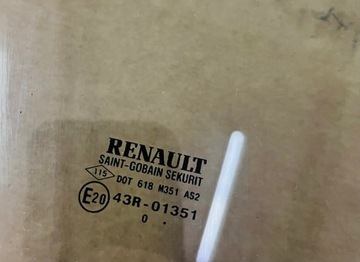 RENAULT
SAINT-GOBAIN SEKURIT
115 DOT 618 M351 AS2
E20 43R-01351
0 .